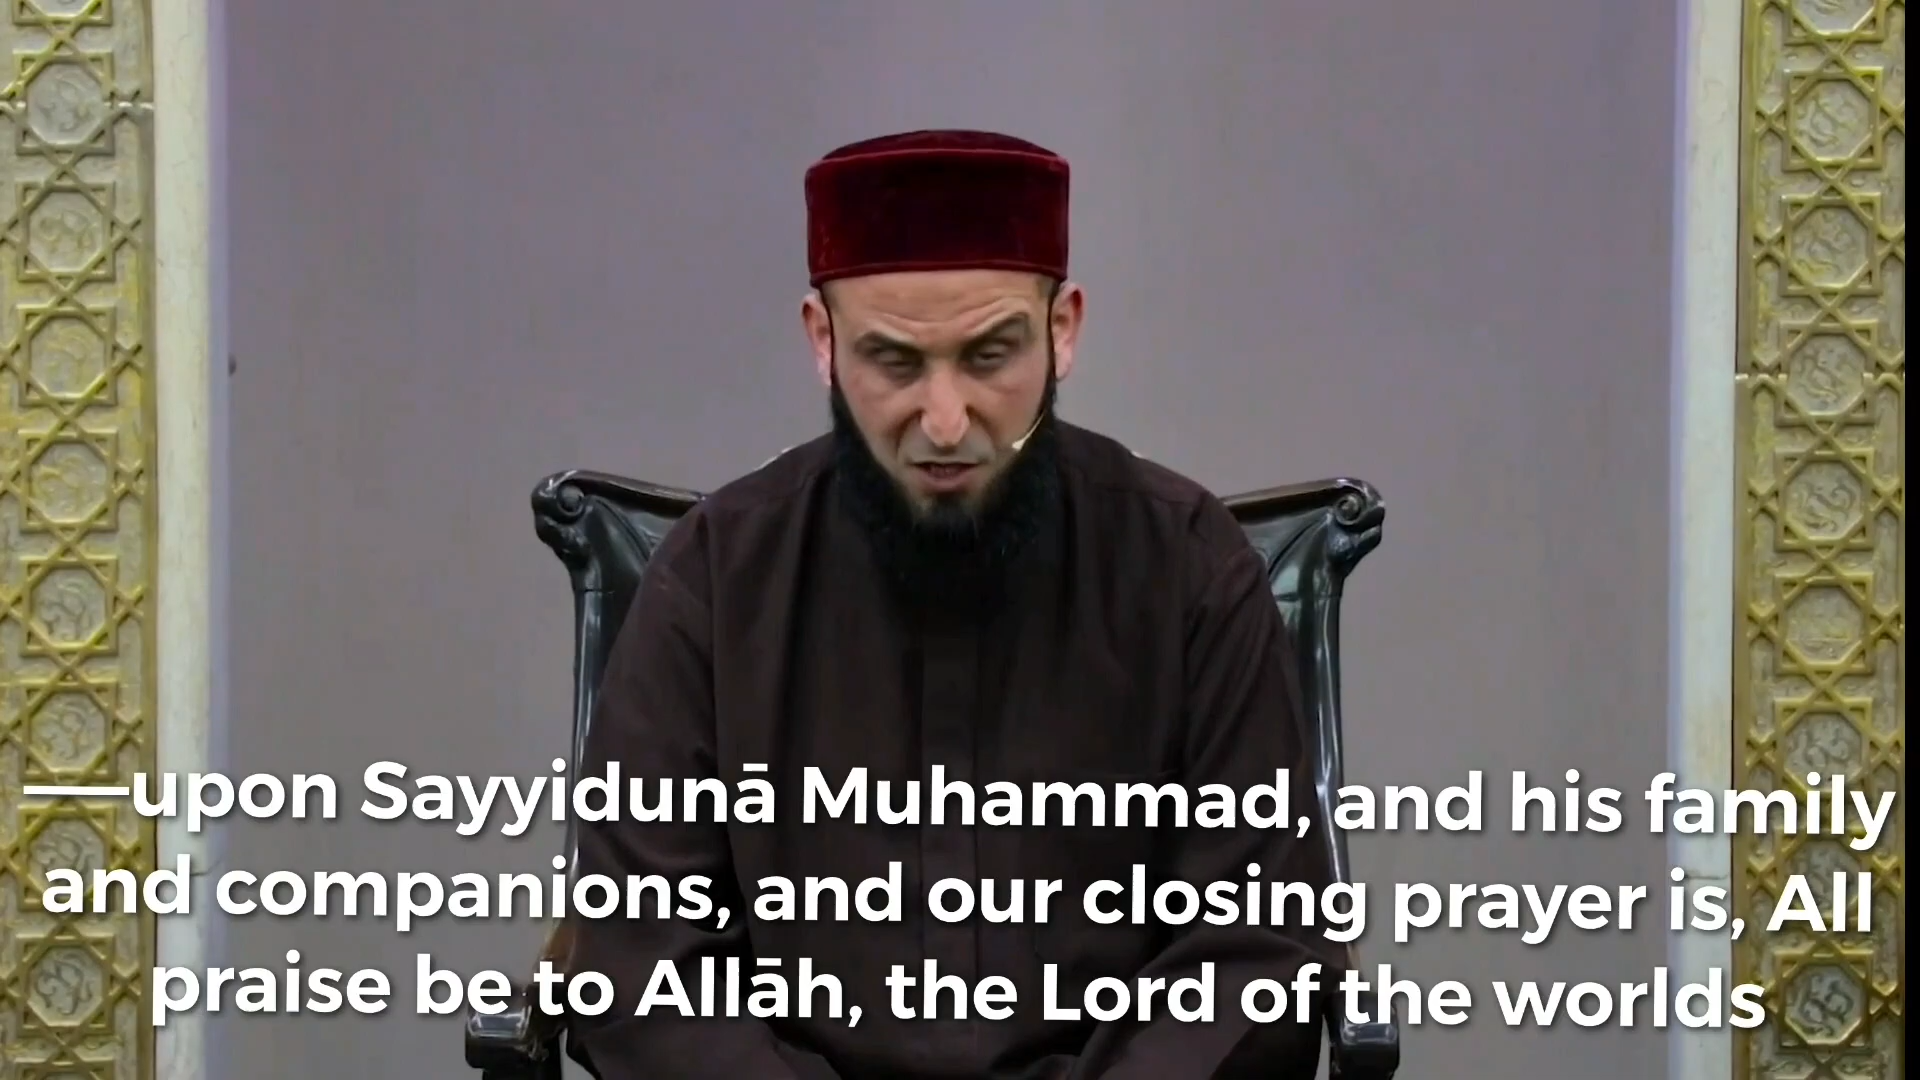 —upon Sayyidunā Muhammad, and his family
and companions, and our closing prayer is, All
praise be to Allāh, the Lord of the worlds